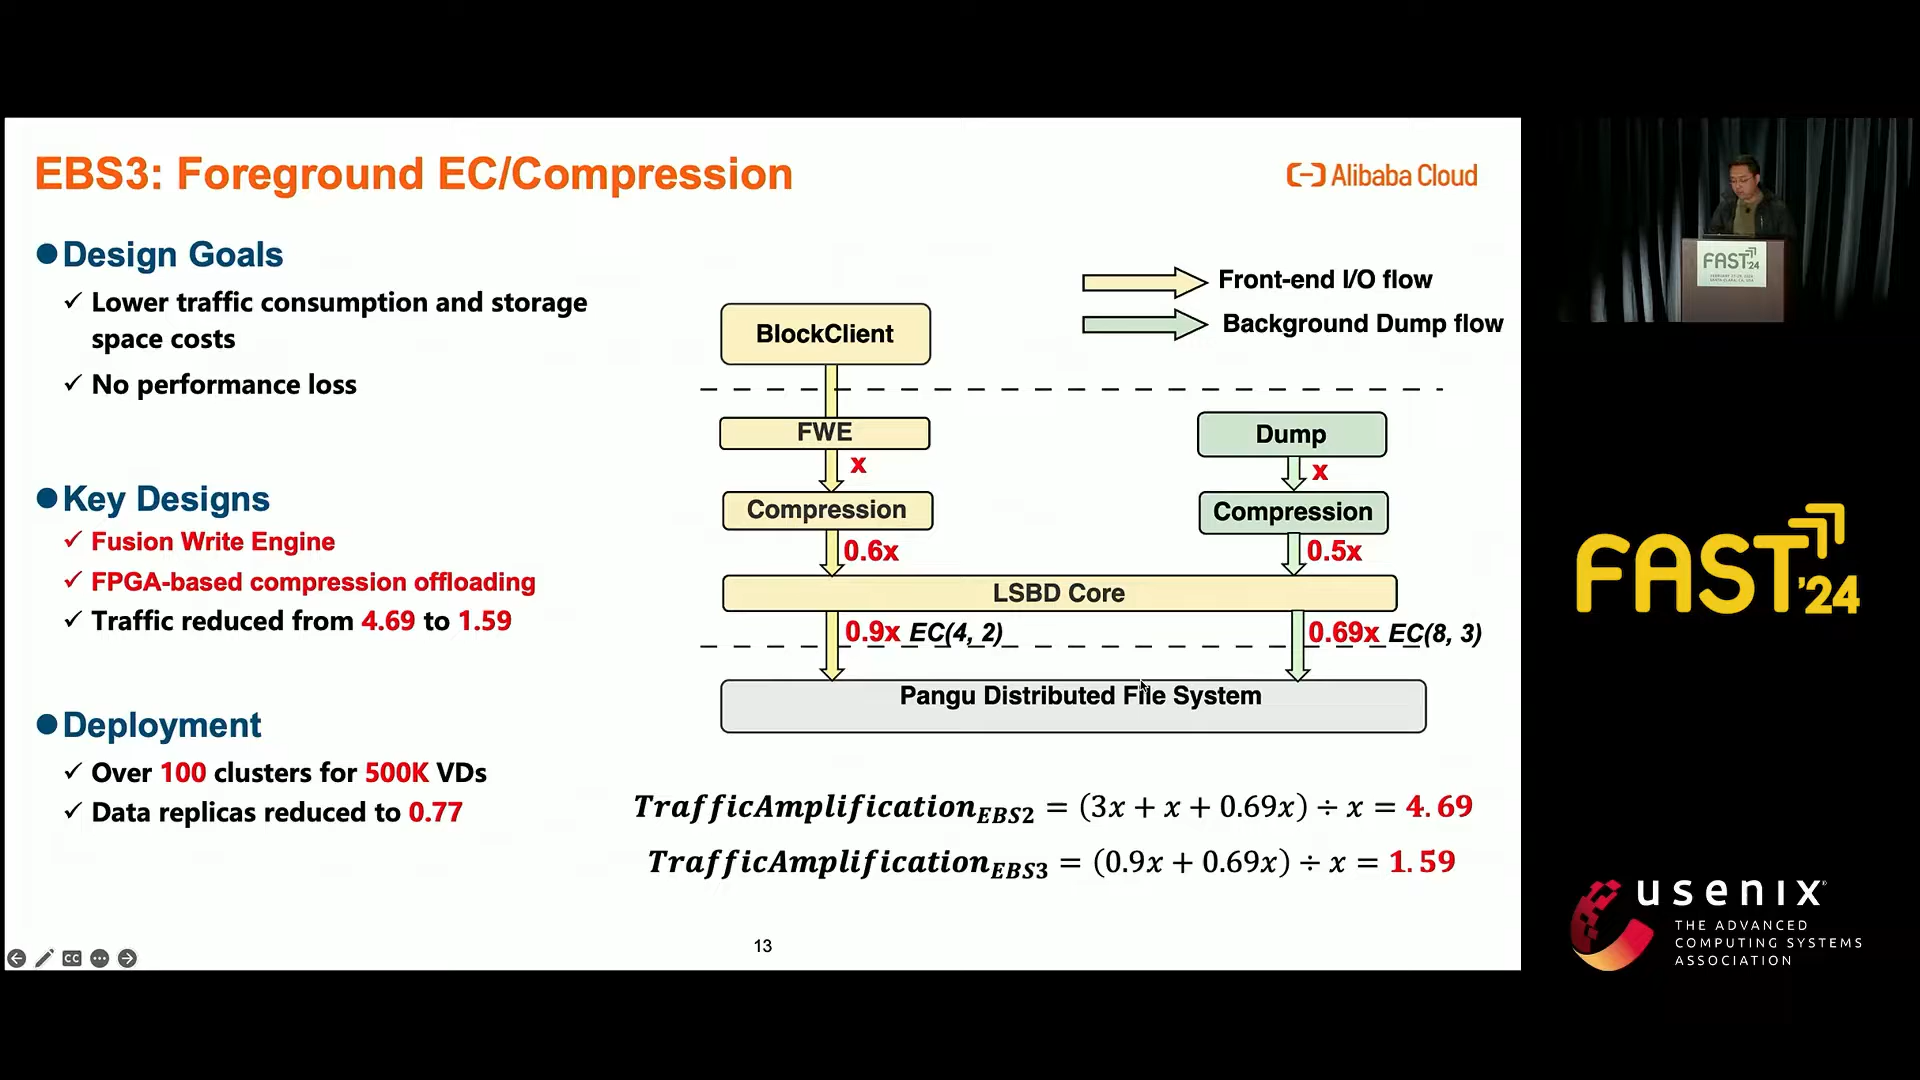 EBS3: Foreground EC/Compression
Alibaba Cloud
Design Goals
✓ Lower traffic consumption and storage
space costs
✓ No performance loss
Key Designs
✓ Fusion Write Engine
✓ FPGA-based compression offloading
✓ Traffic reduced from 4.69 to 1.59
Deployment
✓ Over 100 clusters for 500K VDs
✓ Data replicas reduced to 0.77
Front-end I/O flow
Background Dump flow
BlockClient
FWE
x
Compression
0.6x
Dump
x
Compression
0.5x
LSBD Core
0.9x EC(4, 2)
0.69x EC(8, 3)
Pangu Distributed File System
TrafficAmplification_EBS2 = (3x + x + 0.69x) ÷ x = 4.69
TrafficAmplification_EBS3 = (0.9x + 0.69x) ÷ x = 1.59
13
CC
FAST'24
FAST'24
usenix
THE ADVANCED
COMPUTING SYSTEMS
ASSOCIATION